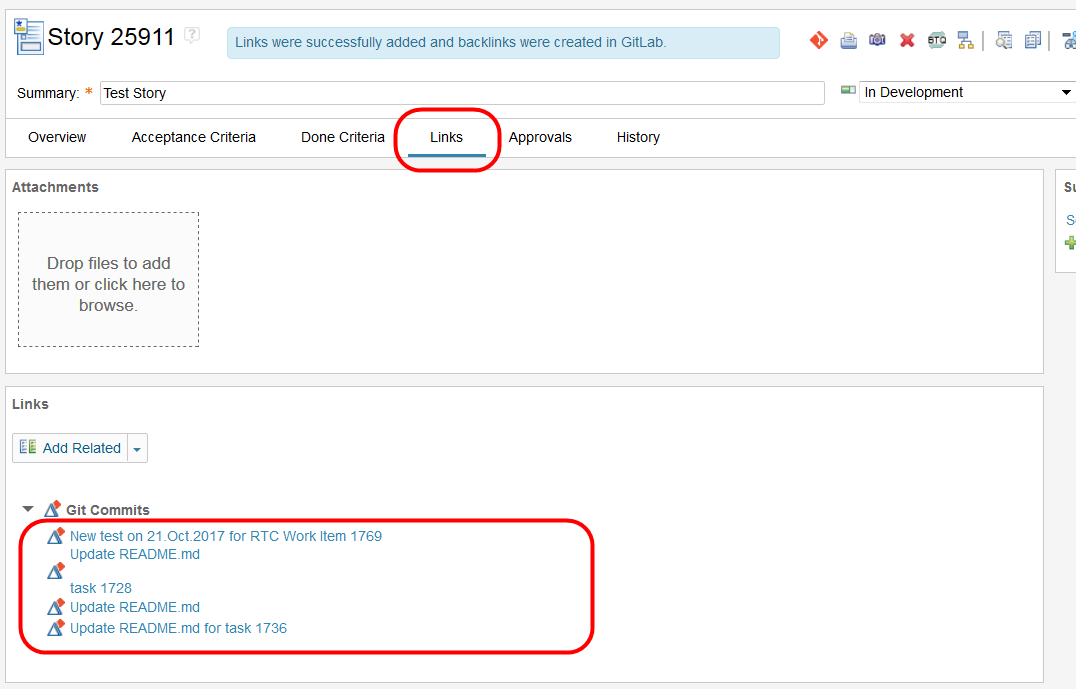 Story 25911
?
Links were successfully added and backlinks were created in GitLab.
STQ
Summary: * Test Story
In Development
Overview Acceptance Criteria Done Criteria Links Approvals History
Attachments
Drop files to add
them or click here to
browse.
Su
S
Links
Add Related
Git Commits
New test on 21.Oct.2017 for RTC Work Item 1769
Update README.md
task 1728
Update README.md
Update README.md for task 1736